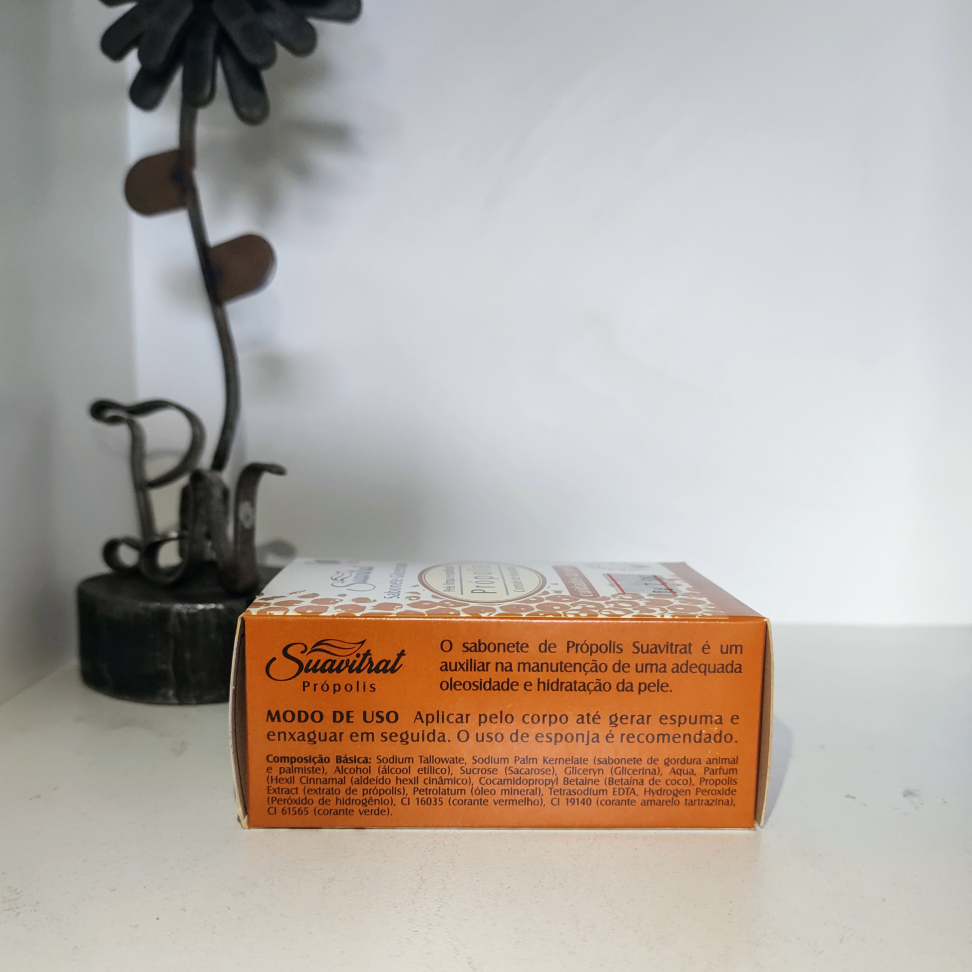 Suavitrat
Sabonete
Própolis
Suavitrat
Própolis
O sabonete de Própolis Suavitrat é um
auxiliar na manutenção de uma adequada
oleosidade e hidratação da pele.
MODO DE USO Aplicar pelo corpo até gerar espuma e
enxaguar em seguida. O uso de esponja é recomendado.
Composição Básica: Sodium Tallowate, Sodium Palm Kernelate (sabonete de gordura animal
e palmiste), Alcohol (álcool etílico), Sucrose (Sacarose), Gliceryn (Glicerina), Aqua, Parfum
(Hexil Cinnamal (aldeído hexil cinâmico), Cocamidopropyl Betaine (Betaína de coco), Propolis
Extract (extrato de própolis), Petrolatum (óleo mineral), Tetrasodium EDTA, Hydrogen Peroxide
(Peróxido de hidrogênio), CI 16035 (corante vermelho), CI 19140 (corante amarelo tartrazina),
CI 61565 (corante verde).